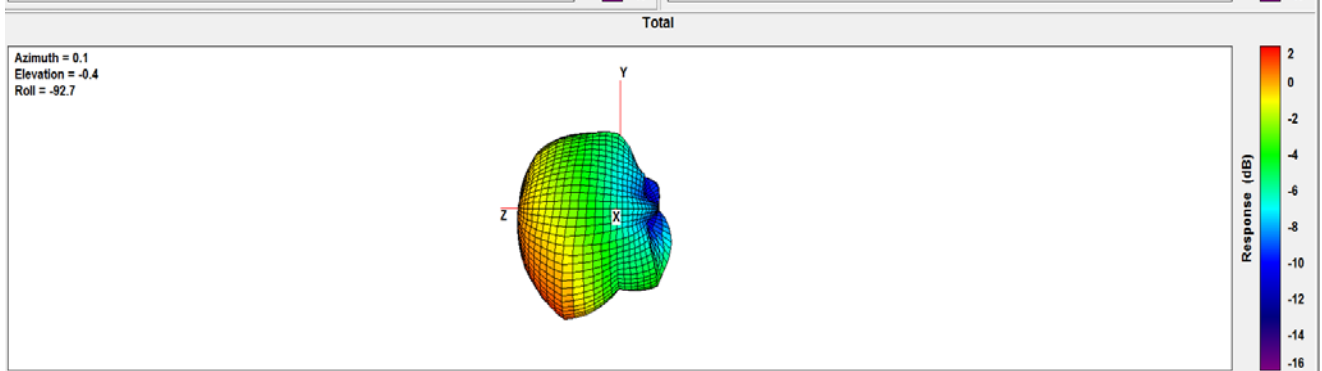 Total
Azimuth = 0.1
Elevation = -0.4
Roll = -92.7
Y
Z
X
2
0
-2
-4
-6
-8
-10
-12
-14
-16
Response (dB)